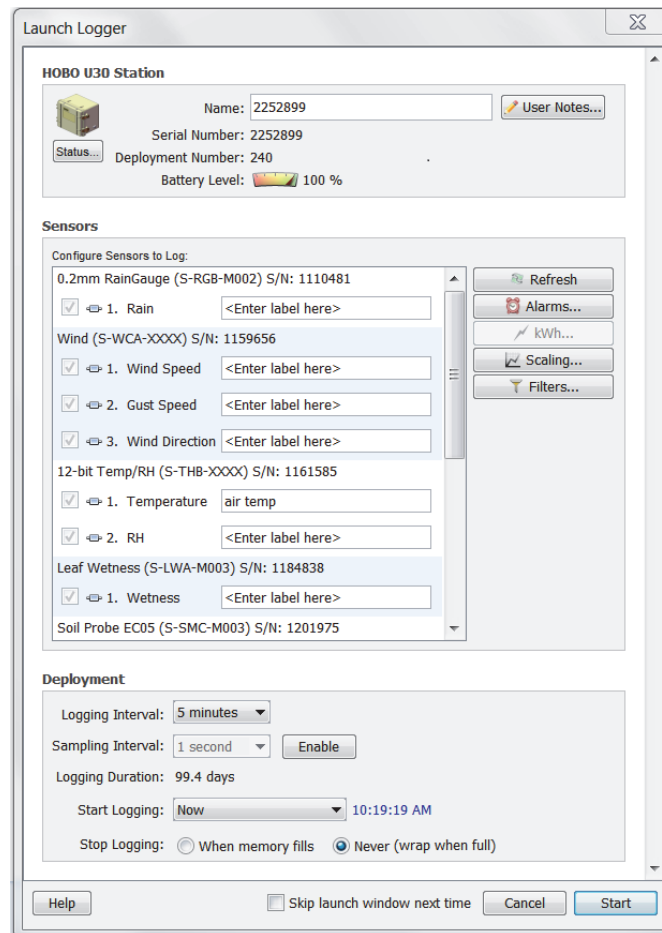 Launch Logger
HOBO U30 Station
Name: 2252899
User Notes...
Serial Number: 2252899
Status...
Deployment Number: 240
Battery Level: 100 %
Sensors
Configure Sensors to Log:
0.2mm RainGauge (S-RGB-M002) S/N: 1110481
1. Rain <Enter label here>
Wind (S-WCA-XXXX) S/N: 1159656
1. Wind Speed <Enter label here>
2. Gust Speed <Enter label here>
3. Wind Direction <Enter label here>
12-bit Temp/RH (S-THB-XXXX) S/N: 1161585
1. Temperature air temp
2. RH <Enter label here>
Leaf Wetness (S-LWA-M003) S/N: 1184838
1. Wetness <Enter label here>
Soil Probe EC05 (S-SMC-M003) S/N: 1201975
Refresh
Alarms...
kWh...
Scaling...
Filters...
Deployment
Logging Interval: 5 minutes
Sampling Interval: 1 second Enable
Logging Duration: 99.4 days
Start Logging: Now 10:19:19 AM
Stop Logging: When memory fills Never (wrap when full)
Help Skip launch window next time Cancel Start